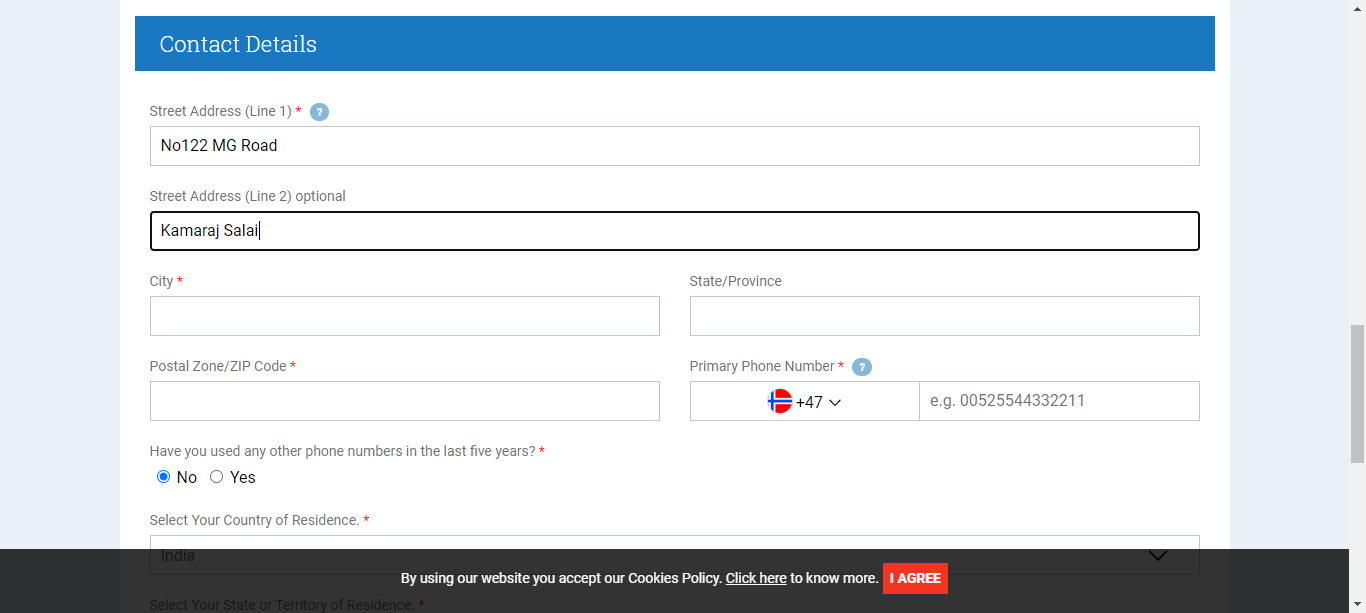 Contact Details
Street Address (Line 1) * ?
No122 MG Road
Street Address (Line 2) optional
Kamaraj Salai
City *
State/Province
Postal Zone/ZIP Code *
Primary Phone Number * ?
+47
e.g. 00525544332211
Have you used any other phone numbers in the last five years? *
No Yes
Select Your Country of Residence. *
India
By using our website you accept our Cookies Policy. Click here to know more. I AGREE
Select Your State or Territory of Residence. *